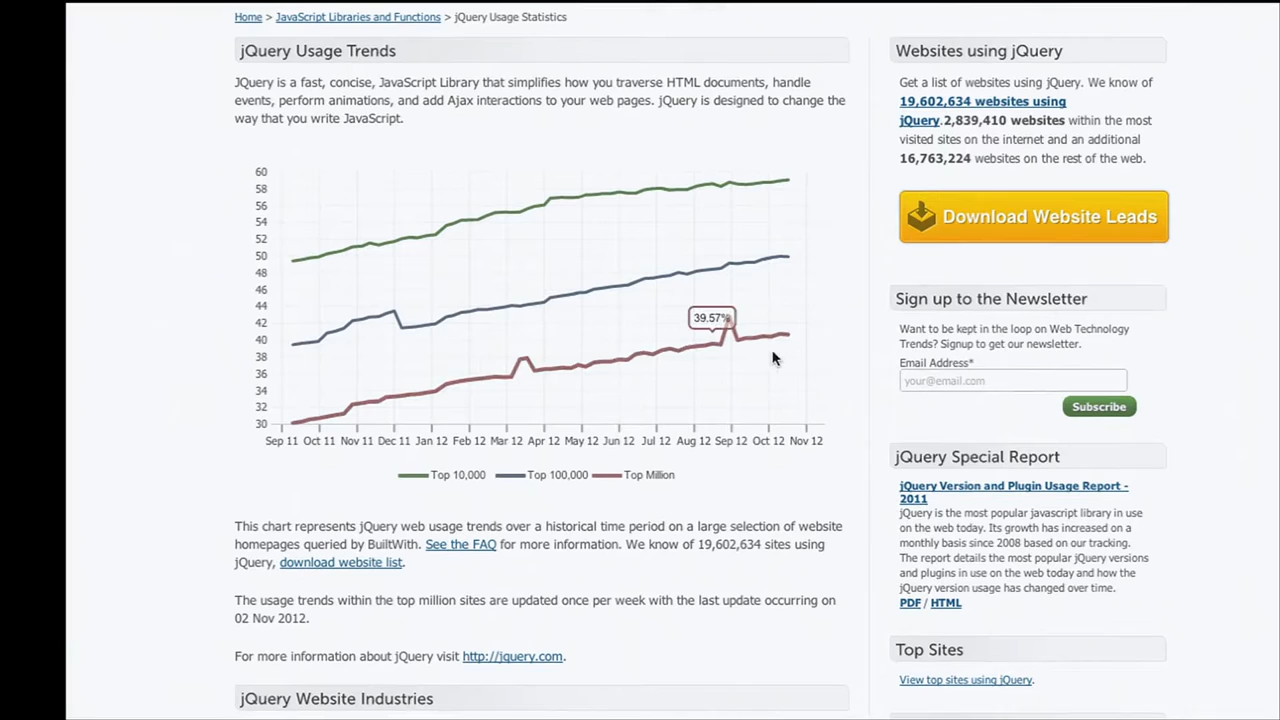 Home > JavaScript Libraries and Functions > jQuery Usage Statistics
jQuery Usage Trends
JQuery is a fast, concise, JavaScript Library that simplifies how you traverse HTML documents, handle
events, perform animations, and add Ajax interactions to your web pages. jQuery is designed to change the
way that you write JavaScript.
60
58
56
54
52
50
48
46
44
42
40
38
36
34
32
30
39.57%
Sep 11 Oct 11 Nov 11 Dec 11 Jan 12 Feb 12 Mar 12 Apr 12 May 12 Jun 12 Jul 12 Aug 12 Sep 12 Oct 12 Nov 12
Top 10,000 Top 100,000 Top Million
This chart represents jQuery web usage trends over a historical time period on a large selection of website
homepages queried by BuiltWith. See the FAQ for more information. We know of 19,602,634 sites using
jQuery, download website list.
The usage trends within the top million sites are updated once per week with the last update occurring on
02 Nov 2012.
For more information about jQuery visit http://jquery.com.
jQuery Website Industries
Websites using jQuery
Get a list of websites using jQuery. We know of
19,602,634 websites using
jQuery.2,839,410 websites within the most
visited sites on the internet and an additional
16,763,224 websites on the rest of the web.
Download Website Leads
Sign up to the Newsletter
Want to be kept in the loop on Web Technology
Trends? Signup to get our newsletter.
Email Address*
your@email.com
Subscribe
jQuery Special Report
jQuery Version and Plugin Usage Report -
2011
jQuery is the most popular javascript library in use
on the web today. Its growth has increased on a
monthly basis since 2008 based on our tracking.
The report details the most popular jQuery versions
and plugins in use on the web today and how the
jQuery version usage has changed over time.
PDF / HTML
Top Sites
View top sites using jQuery.